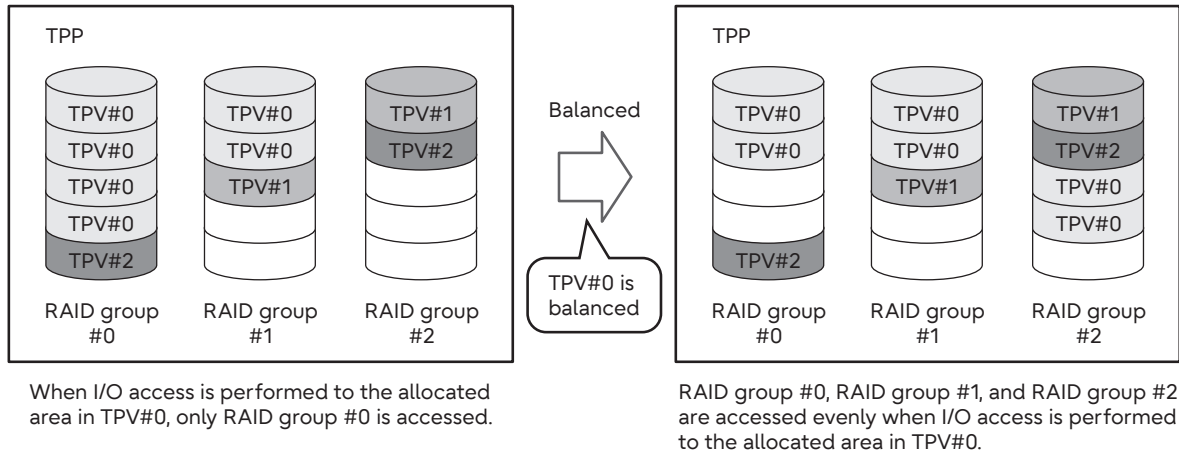 TPP
TPV#0
TPV#0
TPV#0
TPV#0
TPV#2
RAID group
#0
TPV#0
TPV#0
TPV#1
RAID group
#1
TPV#1
TPV#2
RAID group
#2
When I/O access is performed to the allocated
area in TPV#0, only RAID group #0 is accessed.
Balanced
TPV#0 is
balanced
TPP
TPV#0
TPV#0
TPV#2
RAID group
#0
TPV#0
TPV#0
TPV#1
RAID group
#1
TPV#1
TPV#2
TPV#0
TPV#0
RAID group
#2
RAID group #0, RAID group #1, and RAID group #2
are accessed evenly when I/O access is performed
to the allocated area in TPV#0.